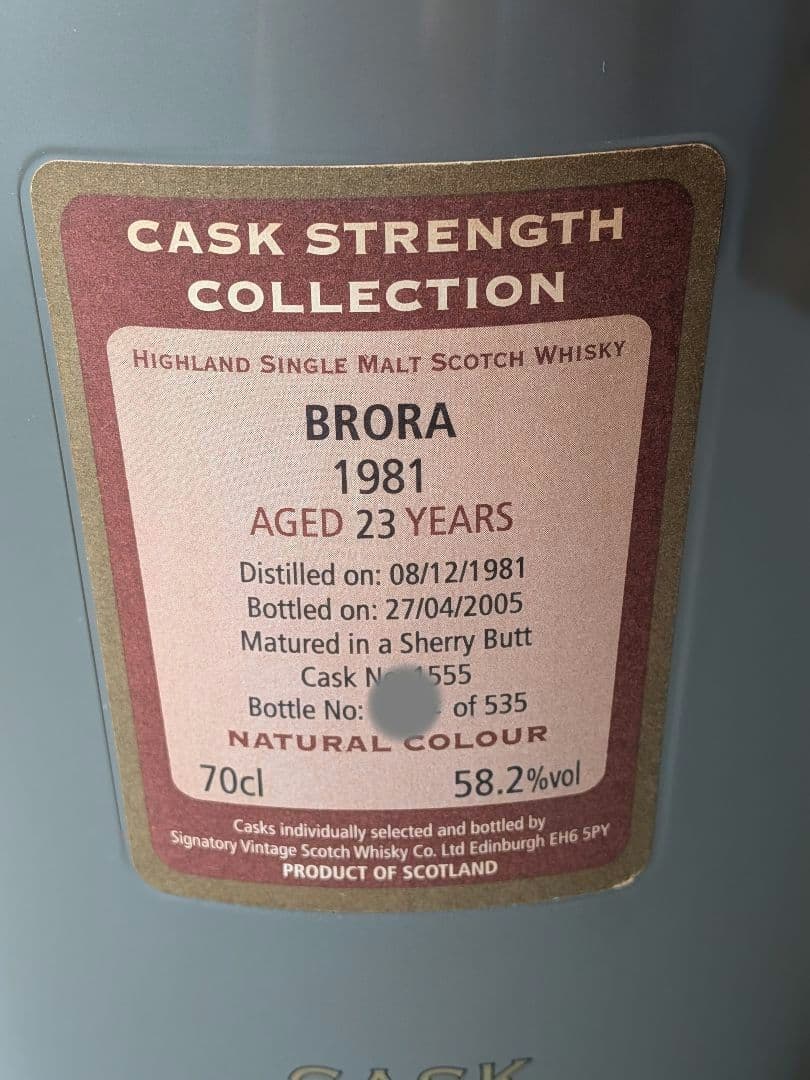 CASK STRENGTH
COLLECTION
HIGHLAND SINGLE MALT SCOTCH WHISKY
BRORA
1981
AGED 23 YEARS
Distilled on: 08/12/1981
Bottled on: 27/04/2005
Matured in a Sherry Butt
Cask 1555
Bottle No: of 535
NATURAL COLOUR
70cl 58.2%vol
Casks individually selected and bottled by
Signatory Vintage Scotch Whisky Co. Ltd Edinburgh EH6 5PY
PRODUCT OF SCOTLAND
CASK